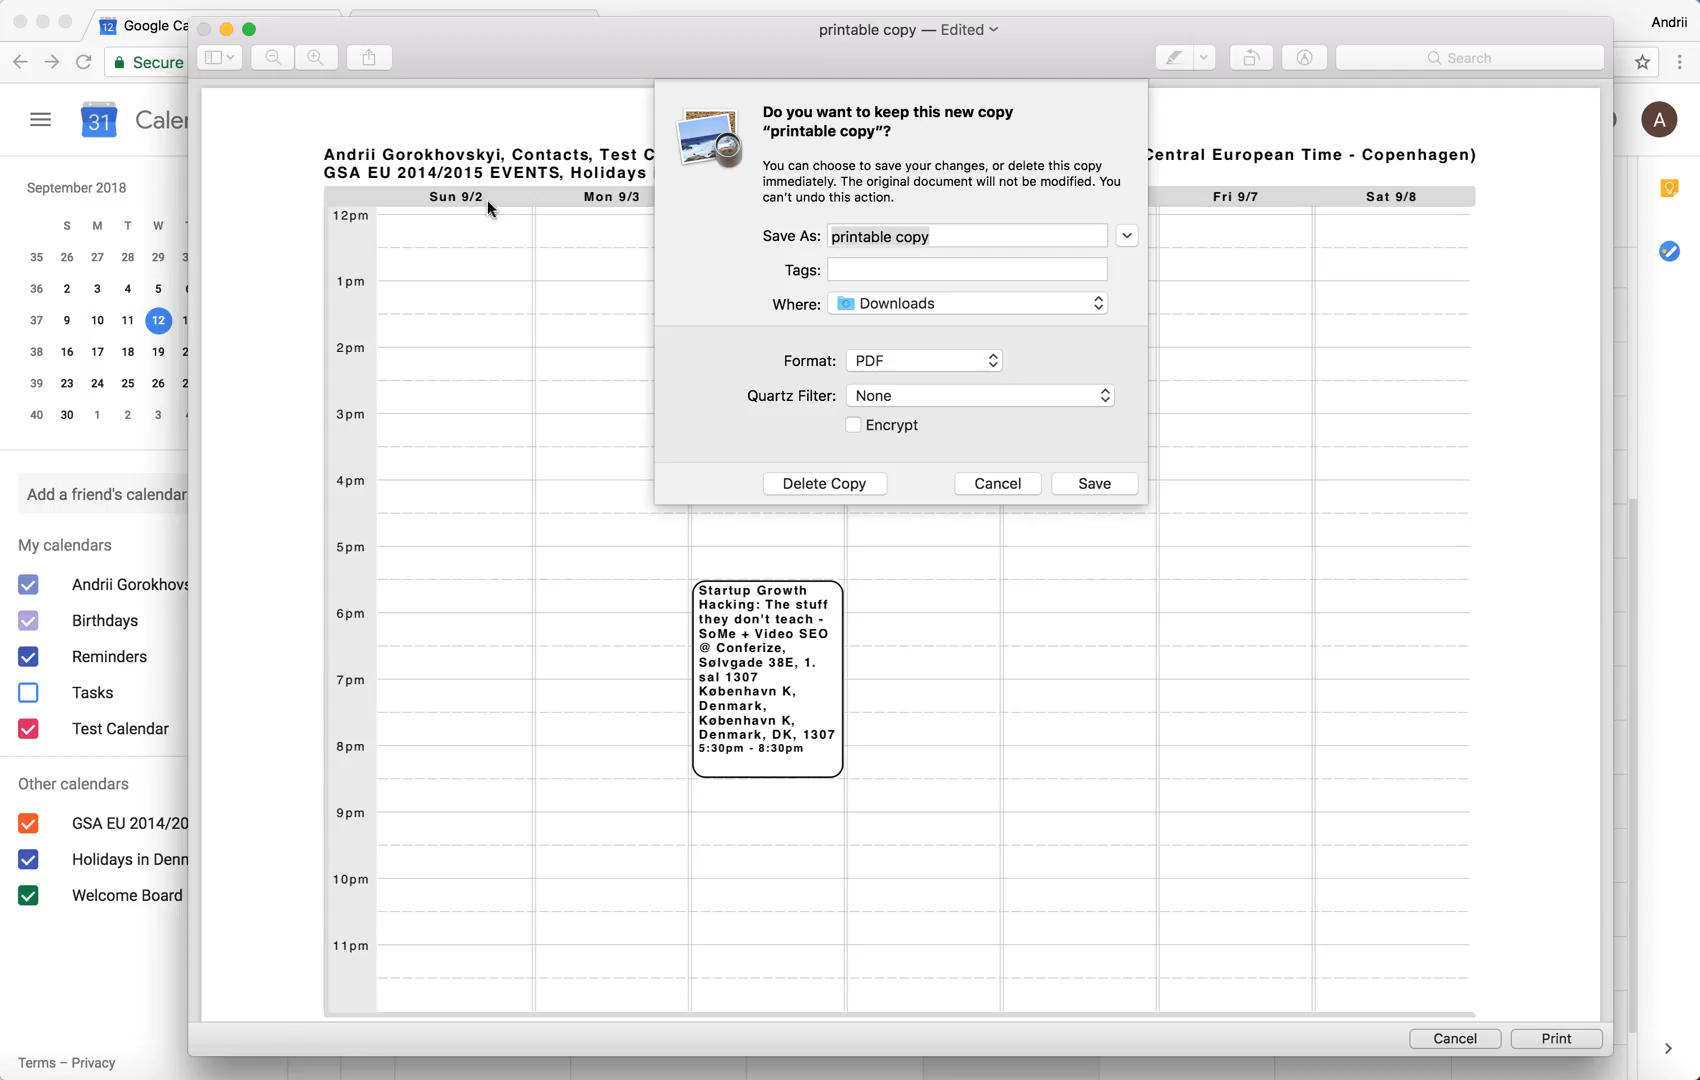 12 Google Ca
printable copy — Edited
Andrii
Secure
Search
31 Calen
A
Do you want to keep this new copy
“printable copy”?
You can choose to save your changes, or delete this copy
immediately. The original document will not be modified. You
can’t undo this action.
Save As: printable copy
Tags:
Where: Downloads
Format: PDF
Quartz Filter: None
Encrypt
Delete Copy Cancel Save
Andrii Gorokhovskyi, Contacts, Test C
Central European Time - Copenhagen)
GSA EU 2014/2015 EVENTS, Holidays
Sun 9/2 Mon 9/3 Fri 9/7 Sat 9/8
12pm
1pm
2pm
3pm
4pm
5pm
6pm
7pm
8pm
9pm
10pm
11pm
Startup Growth
Hacking: The stuff
they don't teach -
SoMe + Video SEO
@ Conferize,
Sølvgade 38E, 1.
sal 1307
København K,
Denmark,
København K,
Denmark, DK, 1307
5:30pm - 8:30pm
September 2018
S M T W
35 26 27 28 29 3
36 2 3 4 5
37 9 10 11 12 1
38 16 17 18 19 2
39 23 24 25 26 2
40 30 1 2 3
Add a friend's calendar
My calendars
Andrii Gorokhovs
Birthdays
Reminders
Tasks
Test Calendar
Other calendars
GSA EU 2014/20
Holidays in Denn
Welcome Board
Terms – Privacy
Cancel Print